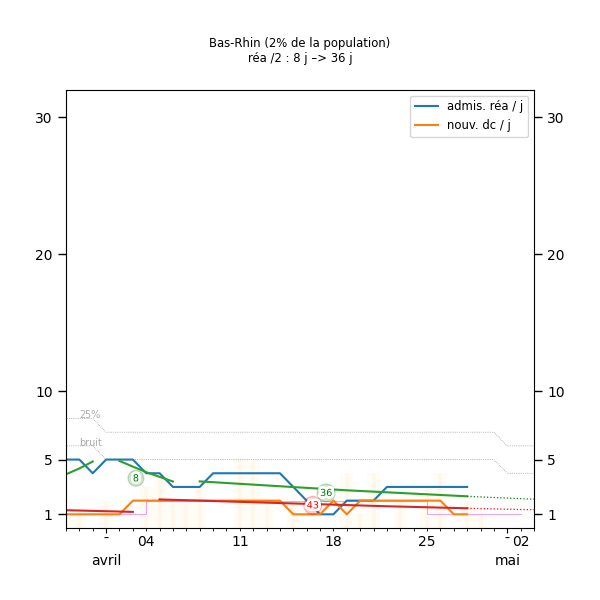 Bas-Rhin (2% de la population)
réa /2 : 8 j –> 36 j
admis. réa / j
nouv. dc / j
30 30
20 20
10 10
25%
bruit
5 5
8
36
43
1 1
- 04 11 18 25 - 02
avril mai